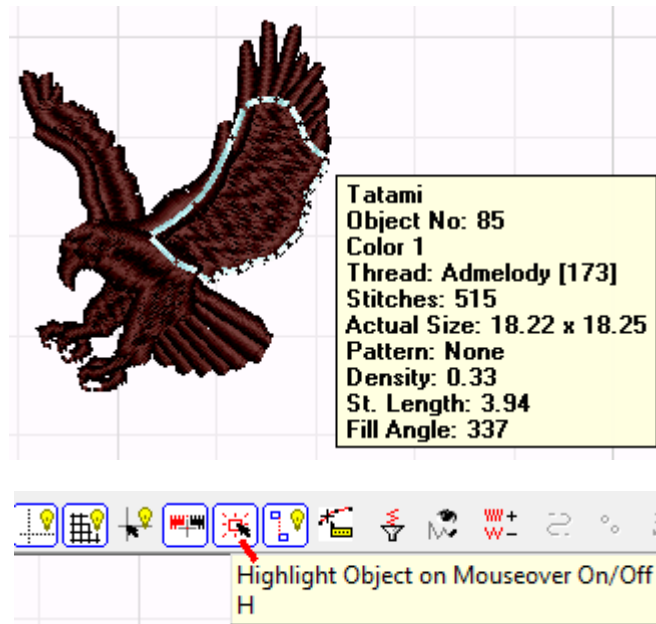 Tatami
Object No: 85
Color 1
Thread: Admelody [173]
Stitches: 515
Actual Size: 18.22 x 18.25
Pattern: None
Density: 0.33
St. Length: 3.94
Fill Angle: 337
Highlight Object on Mouseover On/Off
H